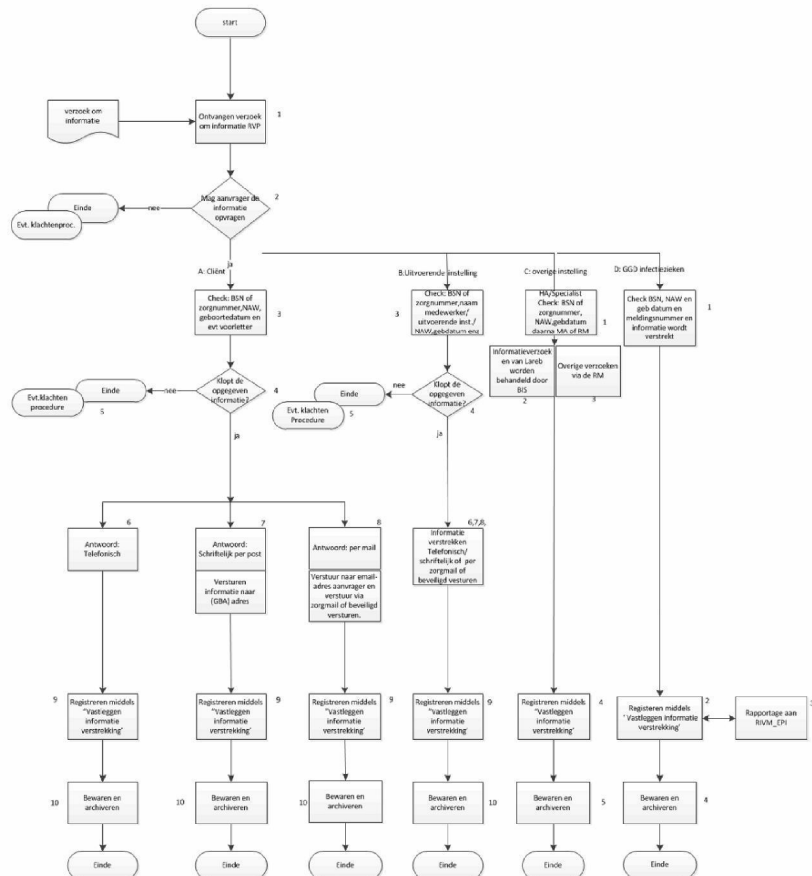 start
verzoek om
informatie
Ontvangen verzoek
om informatie RVP
1
Mag aanvrager de
informatie
opvragen
2
nee
Einde
Evt. klachtenproc.
ja
A: Cliënt
B:Uitvoerende instelling
C: overige instelling
D: GGD infectieziekten
Check: BSN of
zorgnummer,NAW,
geboortedatum en
evt voorletter
3
3
Check: BSN of
zorgnummer,naam
medewerker/
uitvoerende inst./
NAW,gebdatum enz
HA/Specialist
Check: BSN of
zorgnummer,
NAW,gebdatum
daarna MA of RM
1
Check BSN, NAW en
geb datum en
meldingsnummer en
informatie wordt
verstrekt
1
Informatieverzoek
en van Lareb
worden
behandeld door
BIS
2
Overige verzoeken
via de RM
3
Klopt de
opgegeven
informatie?
4
nee
Einde
Evt.klachten
procedure
5
ja
Klopt de
opgegeven
informatie?
4
nee
Einde
Evt. klachten
Procedure
5
ja
6
Antwoord:
Telefonisch
7
Antwoord:
Schriftelijk per post
Versturen
informatie naar
(GBA) adres
8
Antwoord: per mail
Verstuur naar email-
adres aanvrager en
verstuur via
zorgmail of beveiligd
versturen.
6,7,8,
Informatie
verstrekken
Telefonisch/
schriftelijk of per
zorgmail of
beveiligd vesturen
9
Registreren middels
"Vastleggen
informatie
verstrekking'
Registreren middels
"Vastleggen
informatie
verstrekking'
9
Registreren middels
"Vastleggen
informatie
verstrekking'
9
Registreren middels
"Vastleggen
informatie
verstrekking'
9
Registreren middels
"Vastleggen
informatie
verstrekking'
4
Registeren middels
' Vastleggen informatie
verstrekking'
2
Rapportage aan
RIVM_EPI
3
10
Bewaren en
archiveren
10
Bewaren en
archiveren
10
Bewaren en
archiveren
Bewaren en
archiveren
10
Bewaren en
archiveren
5
Bewaren en
archiveren
4
Einde
Einde
Einde
Einde
Einde
Einde